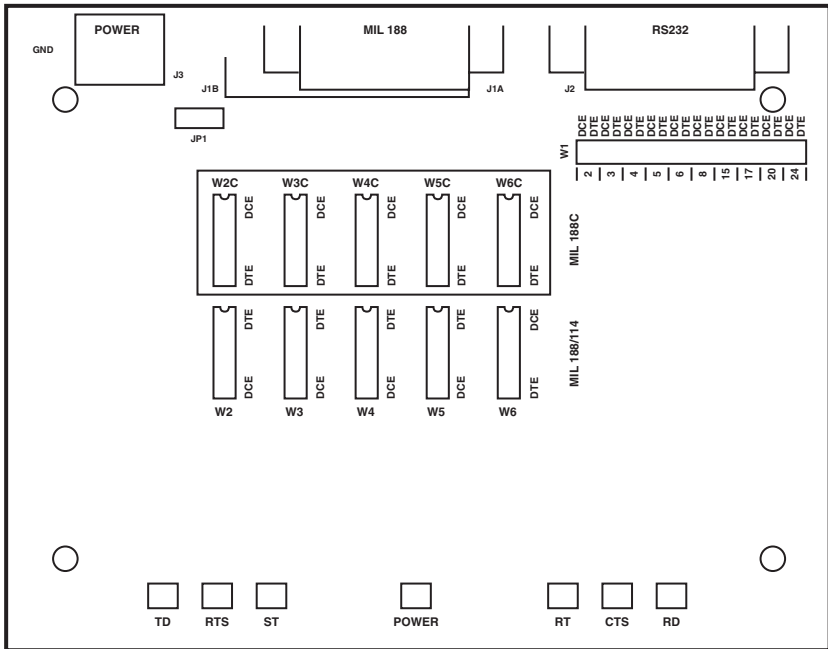 POWER
MIL 188
RS232
GND
J3
J1B
J1A
J2
JP1
W1
DCE DTE DCE DTE DCE DTE DCE DTE DCE DTE DCE DTE DCE DTE DCE DTE DCE DTE DCE DTE
2 3 4 5 6 8 15 17 20 24
W2C W3C W4C W5C W6C
DCE DCE DCE DCE DCE
DTE DTE DTE DTE DTE
MIL 188C
DTE DTE DTE DTE DCE
DCE DCE DCE DCE DTE
MIL 188/114
W2 W3 W4 W5 W6
TD RTS ST POWER RT CTS RD